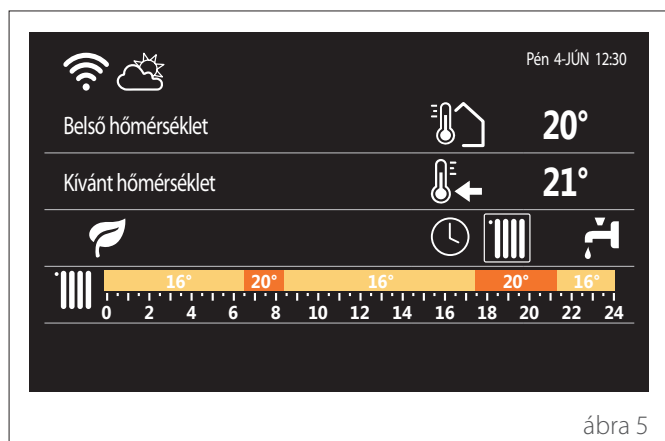 Pén 4-JÚN 12:30
Belső hőmérséklet 20°
Kívánt hőmérséklet 21°
16° 20° 16° 20° 16°
0 2 4 6 8 10 12 14 16 18 20 22 24
ábra 5